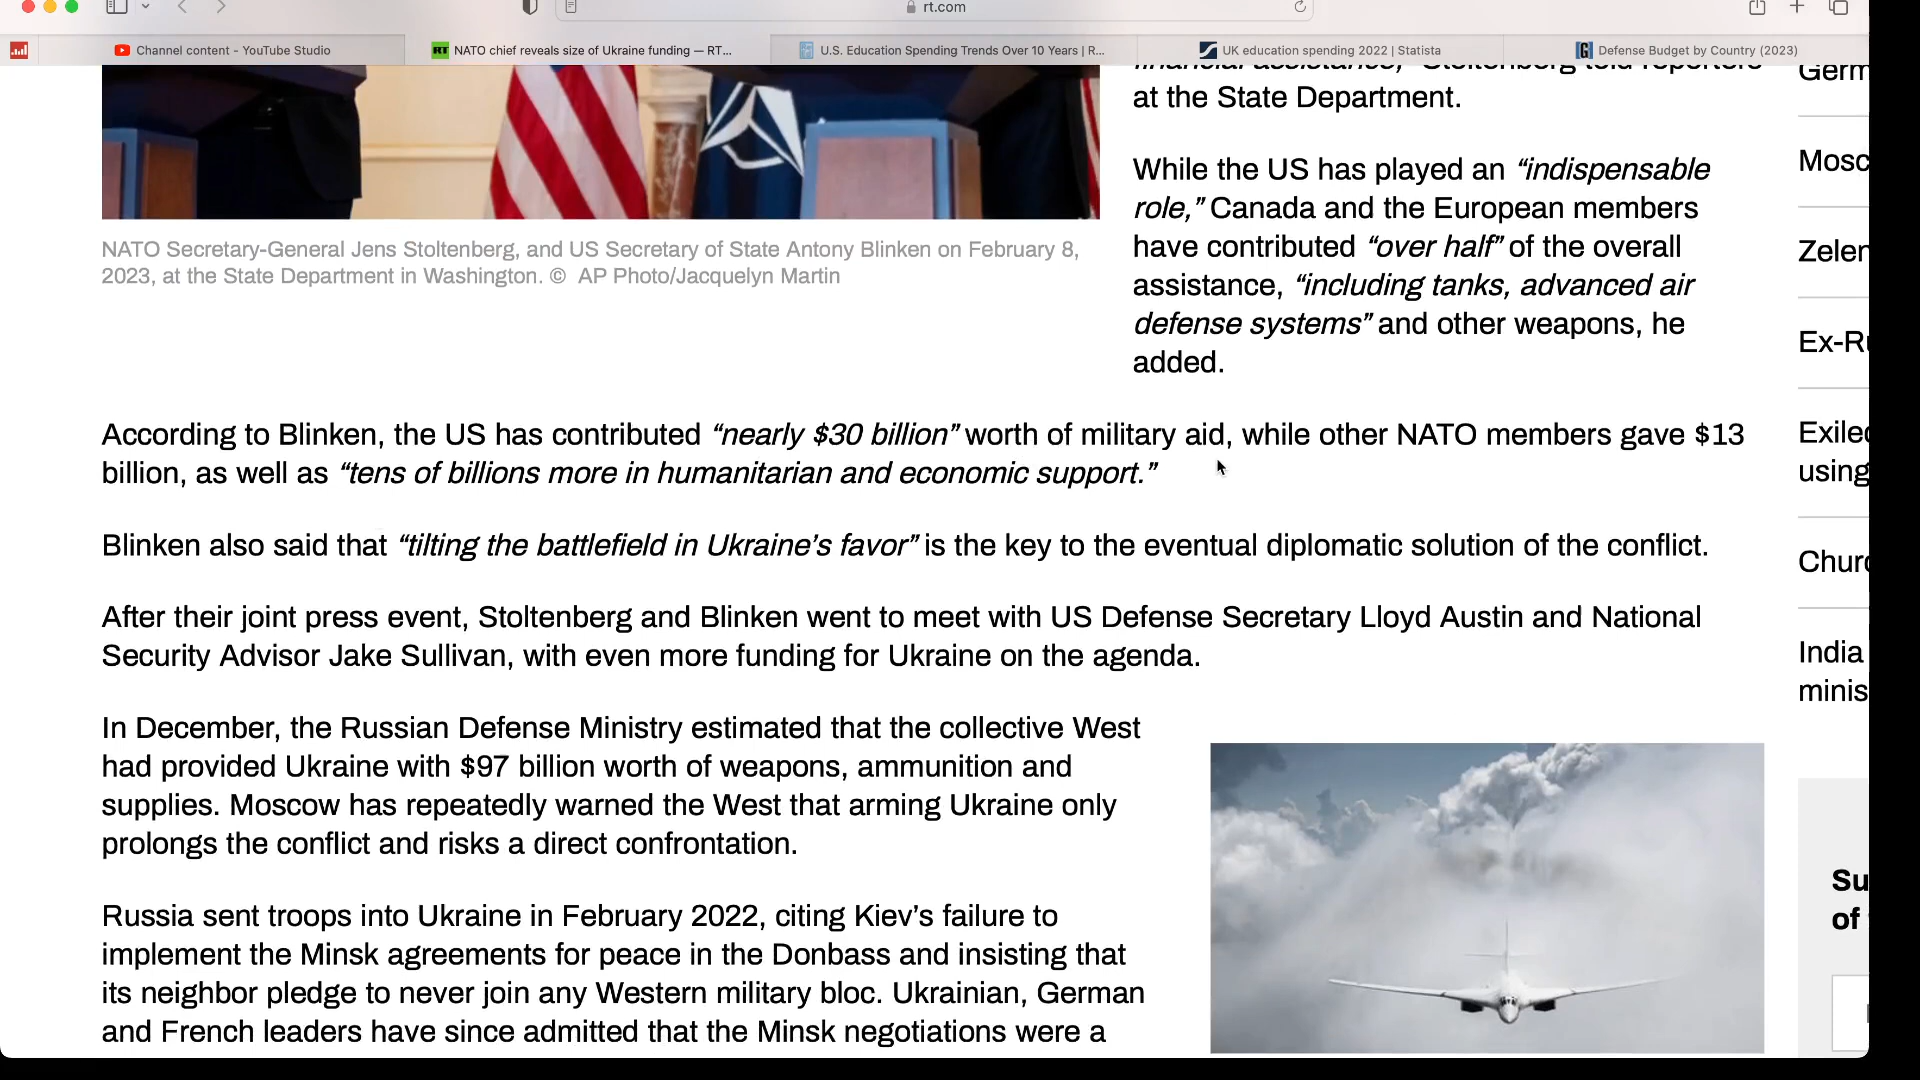 rt.com
Channel content - YouTube Studio
RT NATO chief reveals size of Ukraine funding — RT...
U.S. Education Spending Trends Over 10 Years | R...
UK education spending 2022 | Statista
Defense Budget by Country (2023)
financial assistance,” Stoltenberg told reporters
at the State Department.
While the US has played an “indispensable
role,” Canada and the European members
have contributed “over half” of the overall
assistance, “including tanks, advanced air
defense systems” and other weapons, he
added.
NATO Secretary-General Jens Stoltenberg, and US Secretary of State Antony Blinken on February 8,
2023, at the State Department in Washington. © AP Photo/Jacquelyn Martin
According to Blinken, the US has contributed “nearly $30 billion” worth of military aid, while other NATO members gave $13
billion, as well as “tens of billions more in humanitarian and economic support.”
Blinken also said that “tilting the battlefield in Ukraine’s favor” is the key to the eventual diplomatic solution of the conflict.
After their joint press event, Stoltenberg and Blinken went to meet with US Defense Secretary Lloyd Austin and National
Security Advisor Jake Sullivan, with even more funding for Ukraine on the agenda.
In December, the Russian Defense Ministry estimated that the collective West
had provided Ukraine with $97 billion worth of weapons, ammunition and
supplies. Moscow has repeatedly warned the West that arming Ukraine only
prolongs the conflict and risks a direct confrontation.
Russia sent troops into Ukraine in February 2022, citing Kiev’s failure to
implement the Minsk agreements for peace in the Donbass and insisting that
its neighbor pledge to never join any Western military bloc. Ukrainian, German
and French leaders have since admitted that the Minsk negotiations were a
Germ
Mosc
Zelen
Ex-Ru
Exiled
using
Churc
India
minis
Su
of